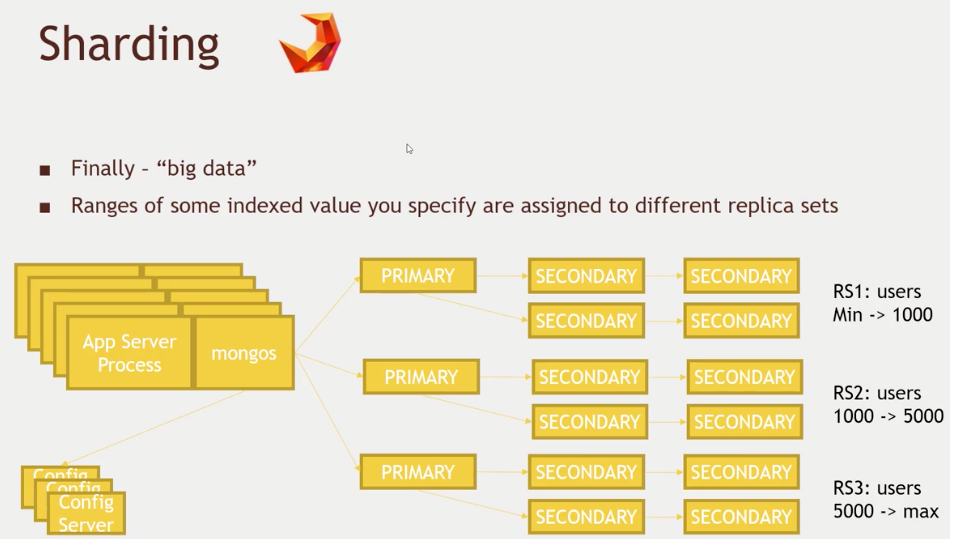 Sharding
■ Finally – “big data”
■ Ranges of some indexed value you specify are assigned to different replica sets
App Server
Process
mongos
Config
Config
Config
Server
PRIMARY
SECONDARY
SECONDARY
SECONDARY
SECONDARY
RS1: users
Min -> 1000
PRIMARY
SECONDARY
SECONDARY
SECONDARY
SECONDARY
RS2: users
1000 -> 5000
PRIMARY
SECONDARY
SECONDARY
SECONDARY
SECONDARY
RS3: users
5000 -> max